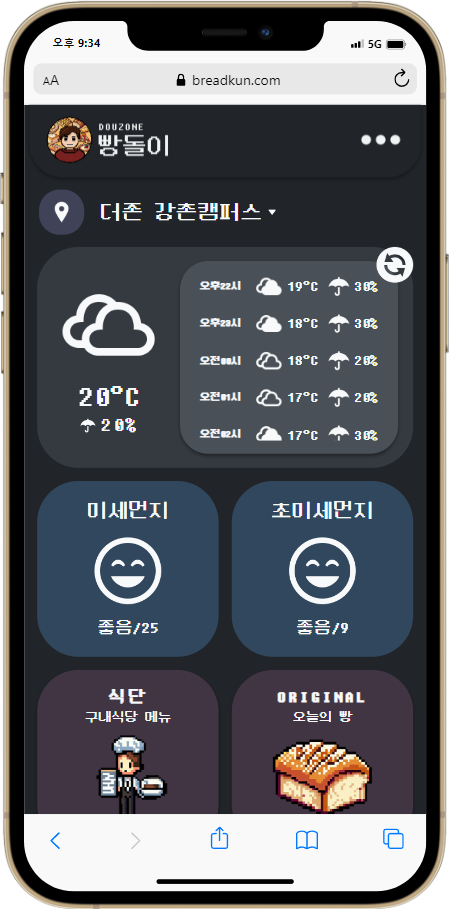 오후 9:34
5G
AA
breadkun.com
DOUZONE
빵돌이
더존 강촌캠퍼스
20°C
20%
오후22시 19°C 30%
오후23시 18°C 30%
오전00시 18°C 20%
오전01시 17°C 20%
오전02시 17°C 30%
미세먼지
좋음/25
초미세먼지
좋음/9
식단
구내식당 메뉴
ORIGINAL
오늘의 빵